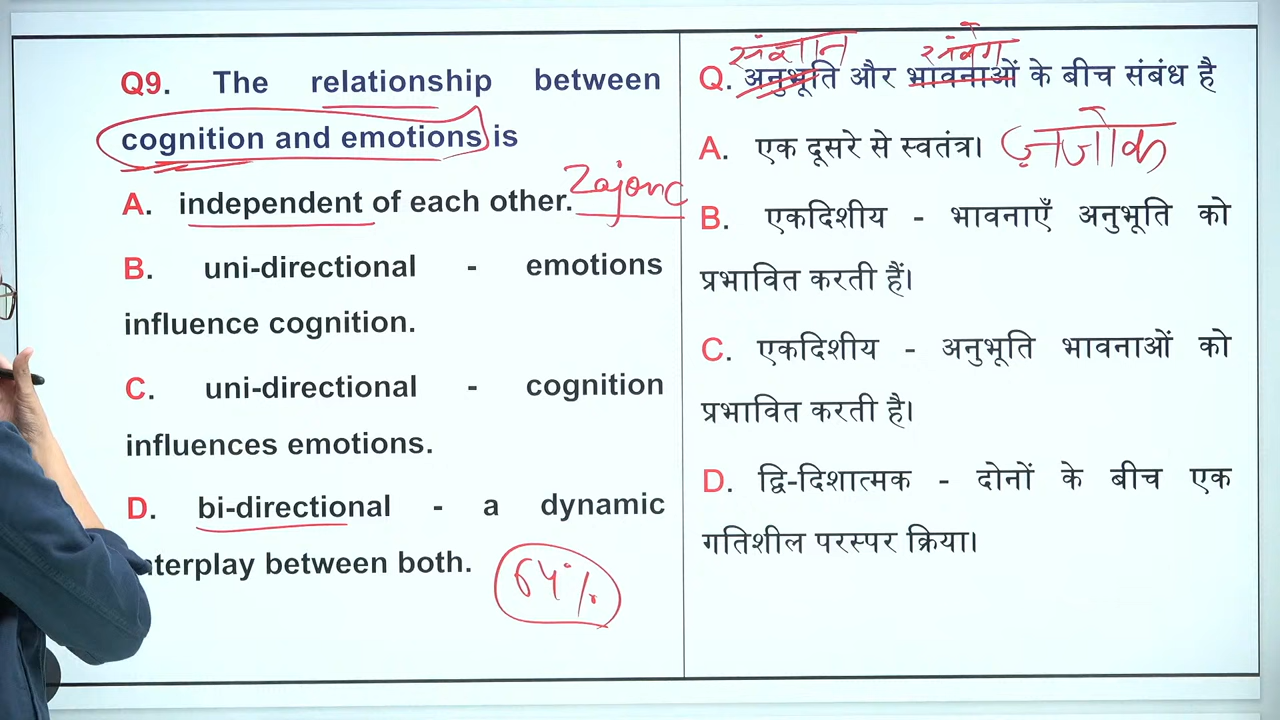 Q9. The relationship between
cognition and emotions is
A. independent of each other. Zajonc
B. uni-directional - emotions
influence cognition.
C. uni-directional - cognition
influences emotions.
D. bi-directional - a dynamic
interplay between both.
64%
संज्ञान संवेग
Q. अनुभूति और भावनाओं के बीच संबंध है
A. एक दूसरे से स्वतंत्र। ज़जोंक
B. एकदिशीय - भावनाएँ अनुभूति को
प्रभावित करती हैं।
C. एकदिशीय - अनुभूति भावनाओं को
प्रभावित करती है।
D. द्वि-दिशात्मक - दोनों के बीच एक
गतिशील परस्पर क्रिया।